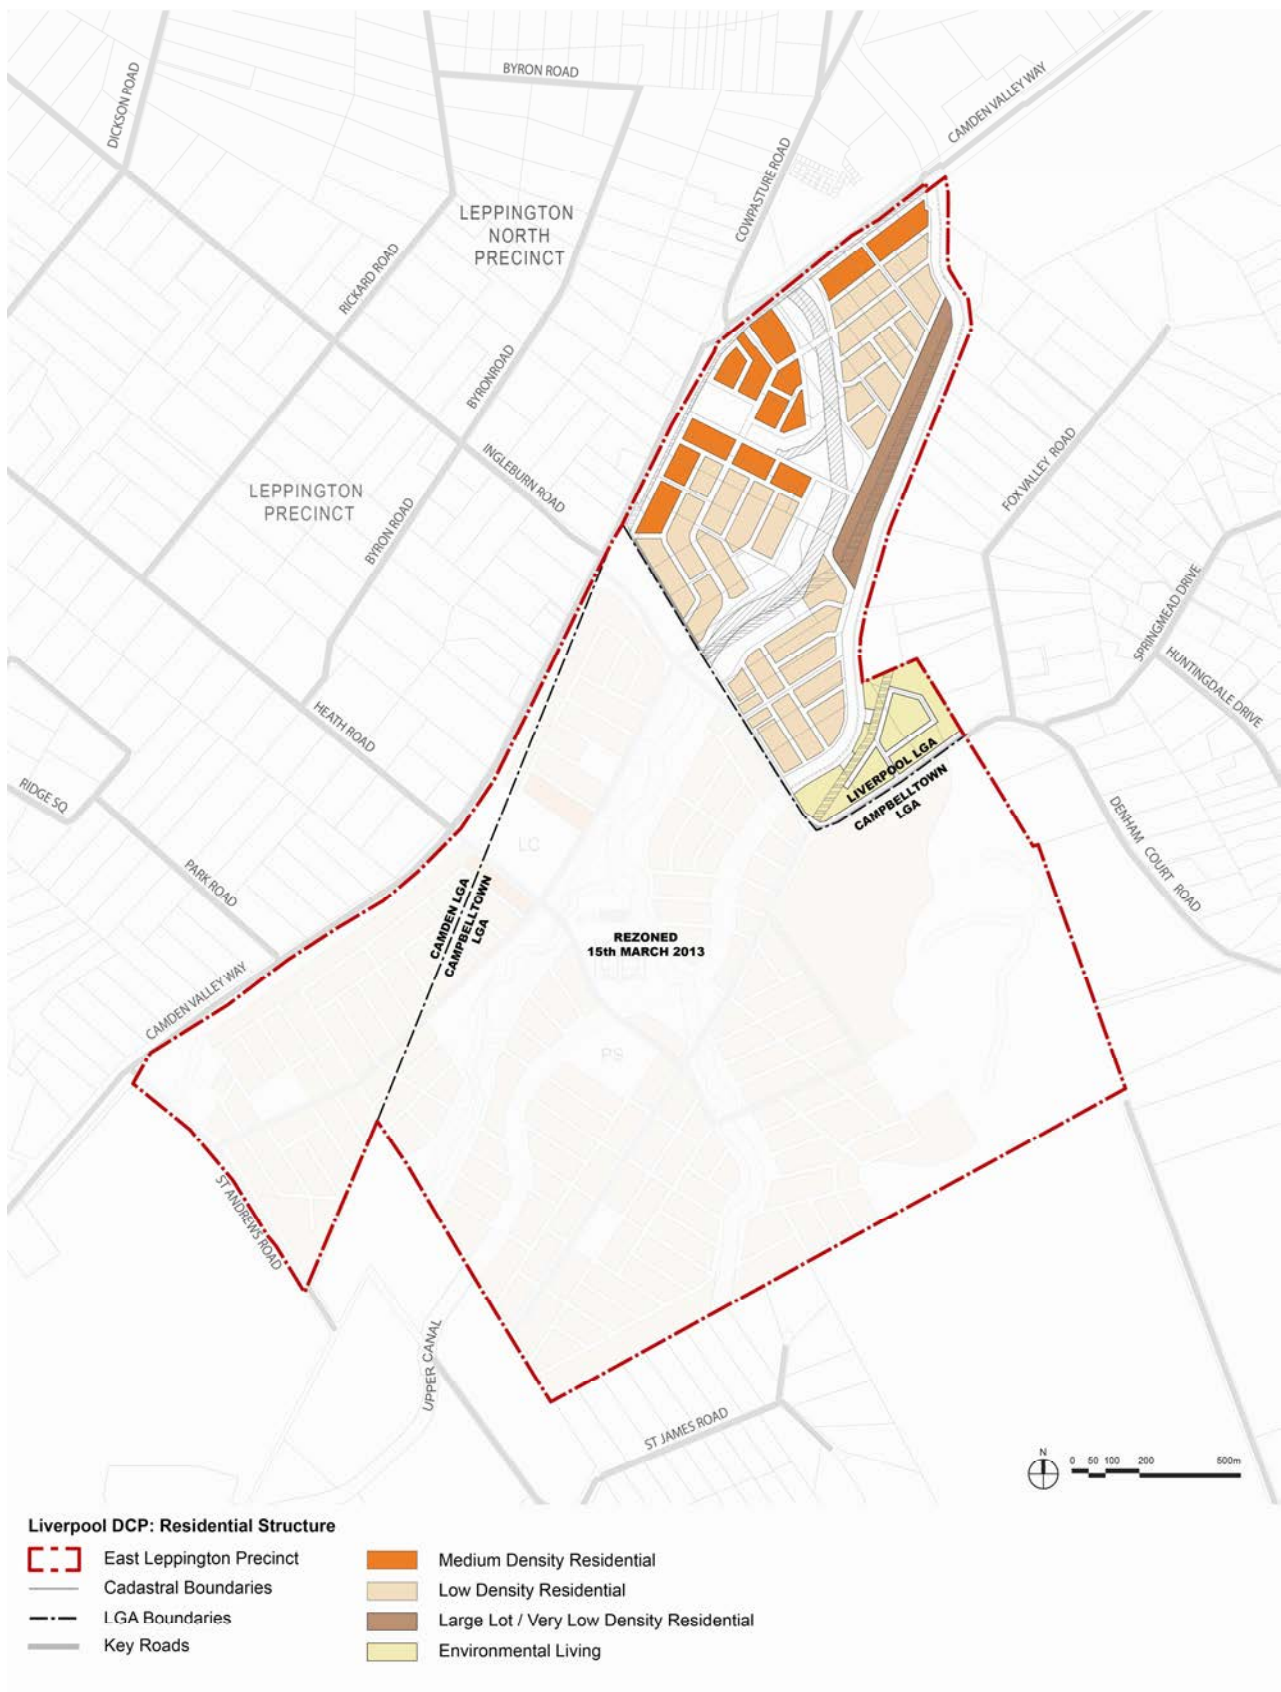 BYRON ROAD
DICKSON ROAD
CAMDEN VALLEY WAY
COWPASTURE ROAD
LEPPINGTON
NORTH
PRECINCT
RICKARD ROAD
BYRONROAD
INGLEBURN ROAD
FOX VALLEY ROAD
LEPPINGTON
PRECINCT
BYRON ROAD
SPRINGMEAD DRIVE
HUNTINGDALE DRIVE
HEATH ROAD
RIDGE SQ
LIVERPOOL LGA
CAMPBELLTOWN
LGA
DENHAM COURT ROAD
PARK ROAD
LC
CAMDEN LGA
CAMPBELLTOWN
LGA
REZONED
15th MARCH 2013
CAMDEN VALLEY WAY
PS
ST ANDREWS ROAD
UPPER CANAL
ST JAMES ROAD
N
0 50 100 200 500m
Liverpool DCP: Residential Structure
East Leppington Precinct
Cadastral Boundaries
LGA Boundaries
Key Roads
Medium Density Residential
Low Density Residential
Large Lot / Very Low Density Residential
Environmental Living